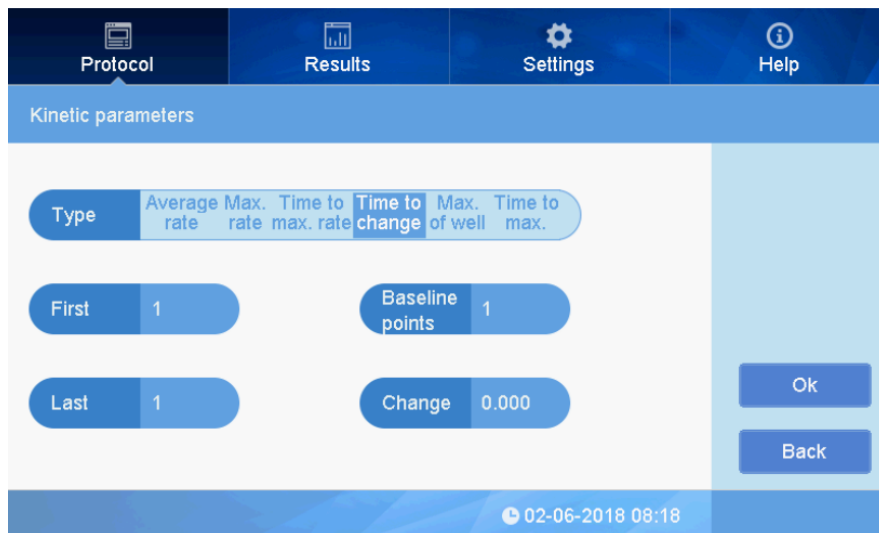 Protocol
Results
Settings
Help
Kinetic parameters
Type
Average rate
Max. rate
Time to max. rate
Time to change
Max. of well
Time to max.
First
1
Baseline
points
1
Last
1
Change
0.000
Ok
Back
02-06-2018 08:18